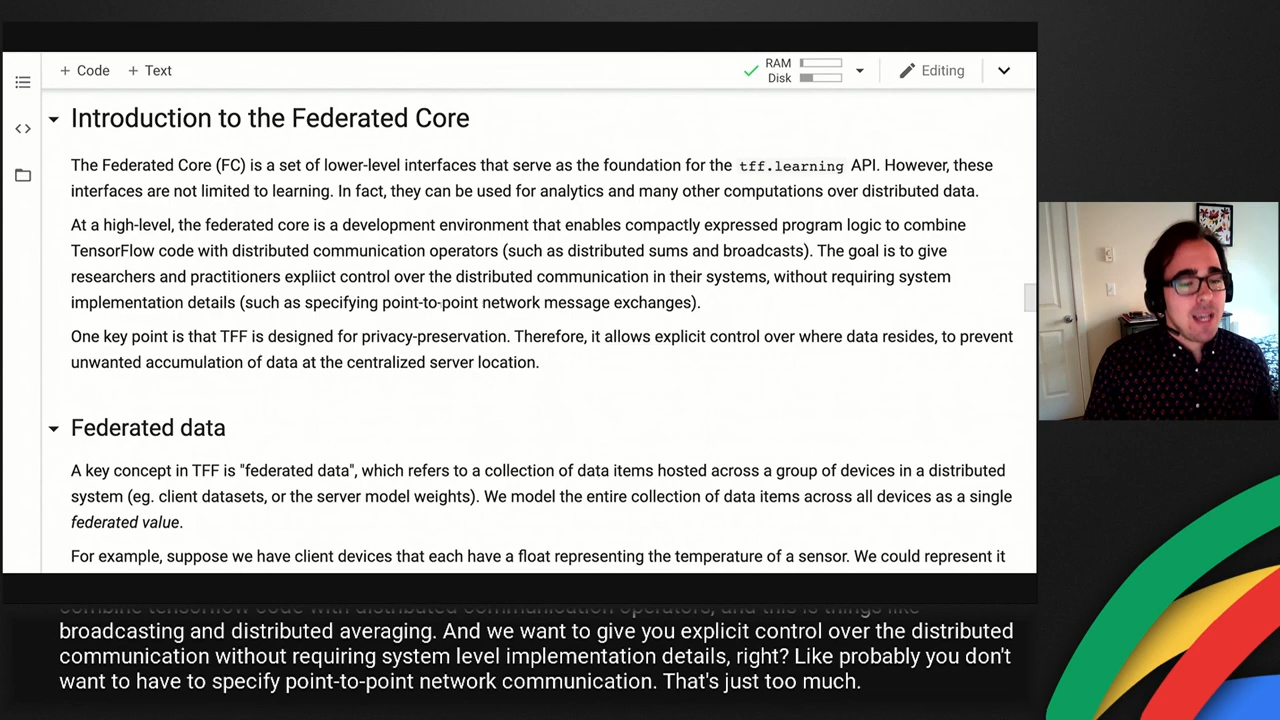 + Code + Text
RAM
Disk
Editing
Introduction to the Federated Core
The Federated Core (FC) is a set of lower-level interfaces that serve as the foundation for the tff.learning API. However, these
interfaces are not limited to learning. In fact, they can be used for analytics and many other computations over distributed data.
At a high-level, the federated core is a development environment that enables compactly expressed program logic to combine
TensorFlow code with distributed communication operators (such as distributed sums and broadcasts). The goal is to give
researchers and practitioners expliict control over the distributed communication in their systems, without requiring system
implementation details (such as specifying point-to-point network message exchanges).
One key point is that TFF is designed for privacy-preservation. Therefore, it allows explicit control over where data resides, to prevent
unwanted accumulation of data at the centralized server location.
Federated data
A key concept in TFF is "federated data", which refers to a collection of data items hosted across a group of devices in a distributed
system (eg. client datasets, or the server model weights). We model the entire collection of data items across all devices as a single
federated value.
For example, suppose we have client devices that each have a float representing the temperature of a sensor. We could represent it
combine tensorflow code with distributed communication operators, and this is things like
broadcasting and distributed averaging. And we want to give you explicit control over the distributed
communication without requiring system level implementation details, right? Like probably you don't
want to have to specify point-to-point network communication. That's just too much.